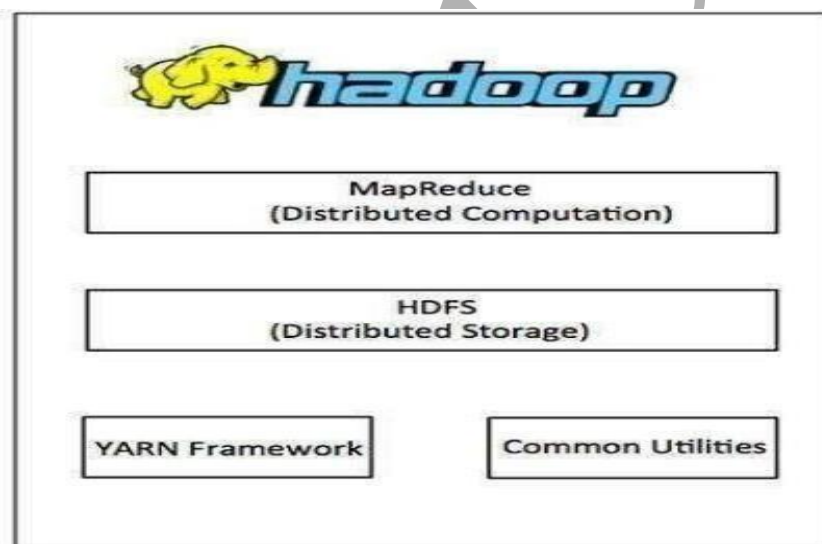 hadoop
MapReduce
(Distributed Computation)
HDFS
(Distributed Storage)
YARN Framework
Common Utilities